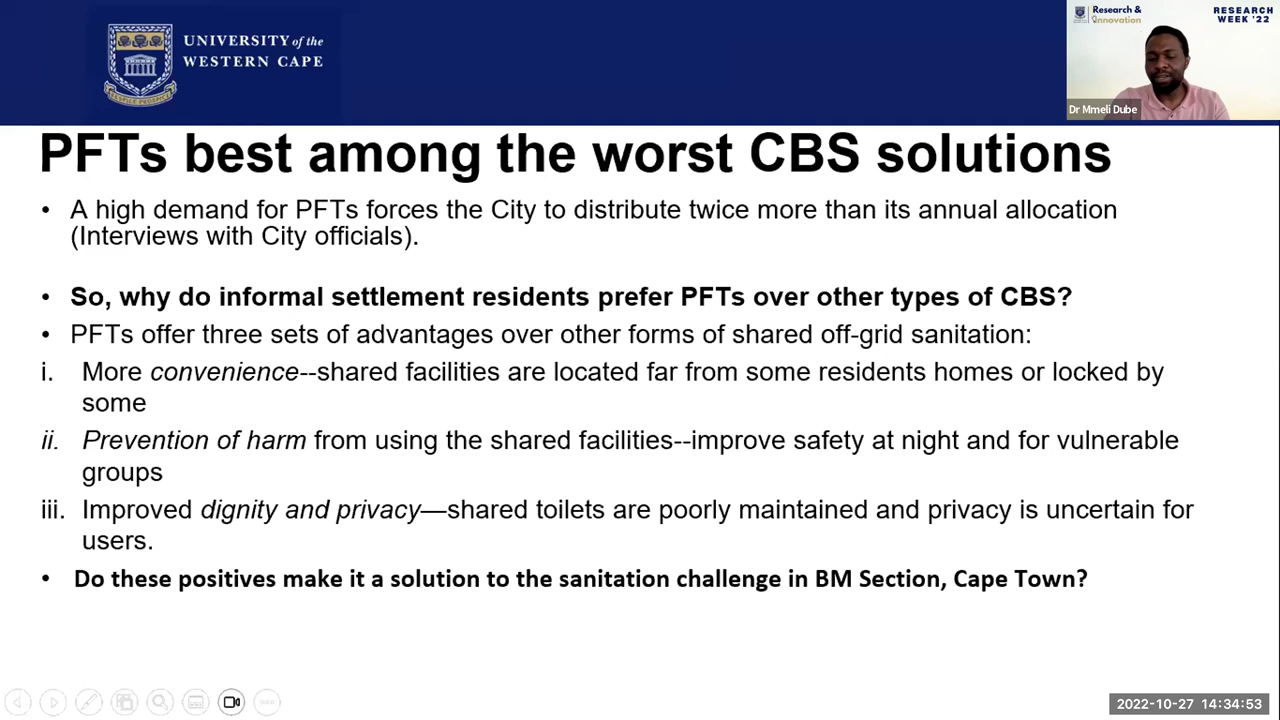 UNIVERSITY of the
WESTERN CAPE
Research &
Innovation
RESEARCH
WEEK '22
Dr Mmeli Dube
PFTs best among the worst CBS solutions
• A high demand for PFTs forces the City to distribute twice more than its annual allocation
(Interviews with City officials).
• So, why do informal settlement residents prefer PFTs over other types of CBS?
• PFTs offer three sets of advantages over other forms of shared off-grid sanitation:
i. More convenience--shared facilities are located far from some residents homes or locked by
some
ii. Prevention of harm from using the shared facilities--improve safety at night and for vulnerable
groups
iii. Improved dignity and privacy—shared toilets are poorly maintained and privacy is uncertain for
users.
• Do these positives make it a solution to the sanitation challenge in BM Section, Cape Town?
2022-10-27 14:34:53